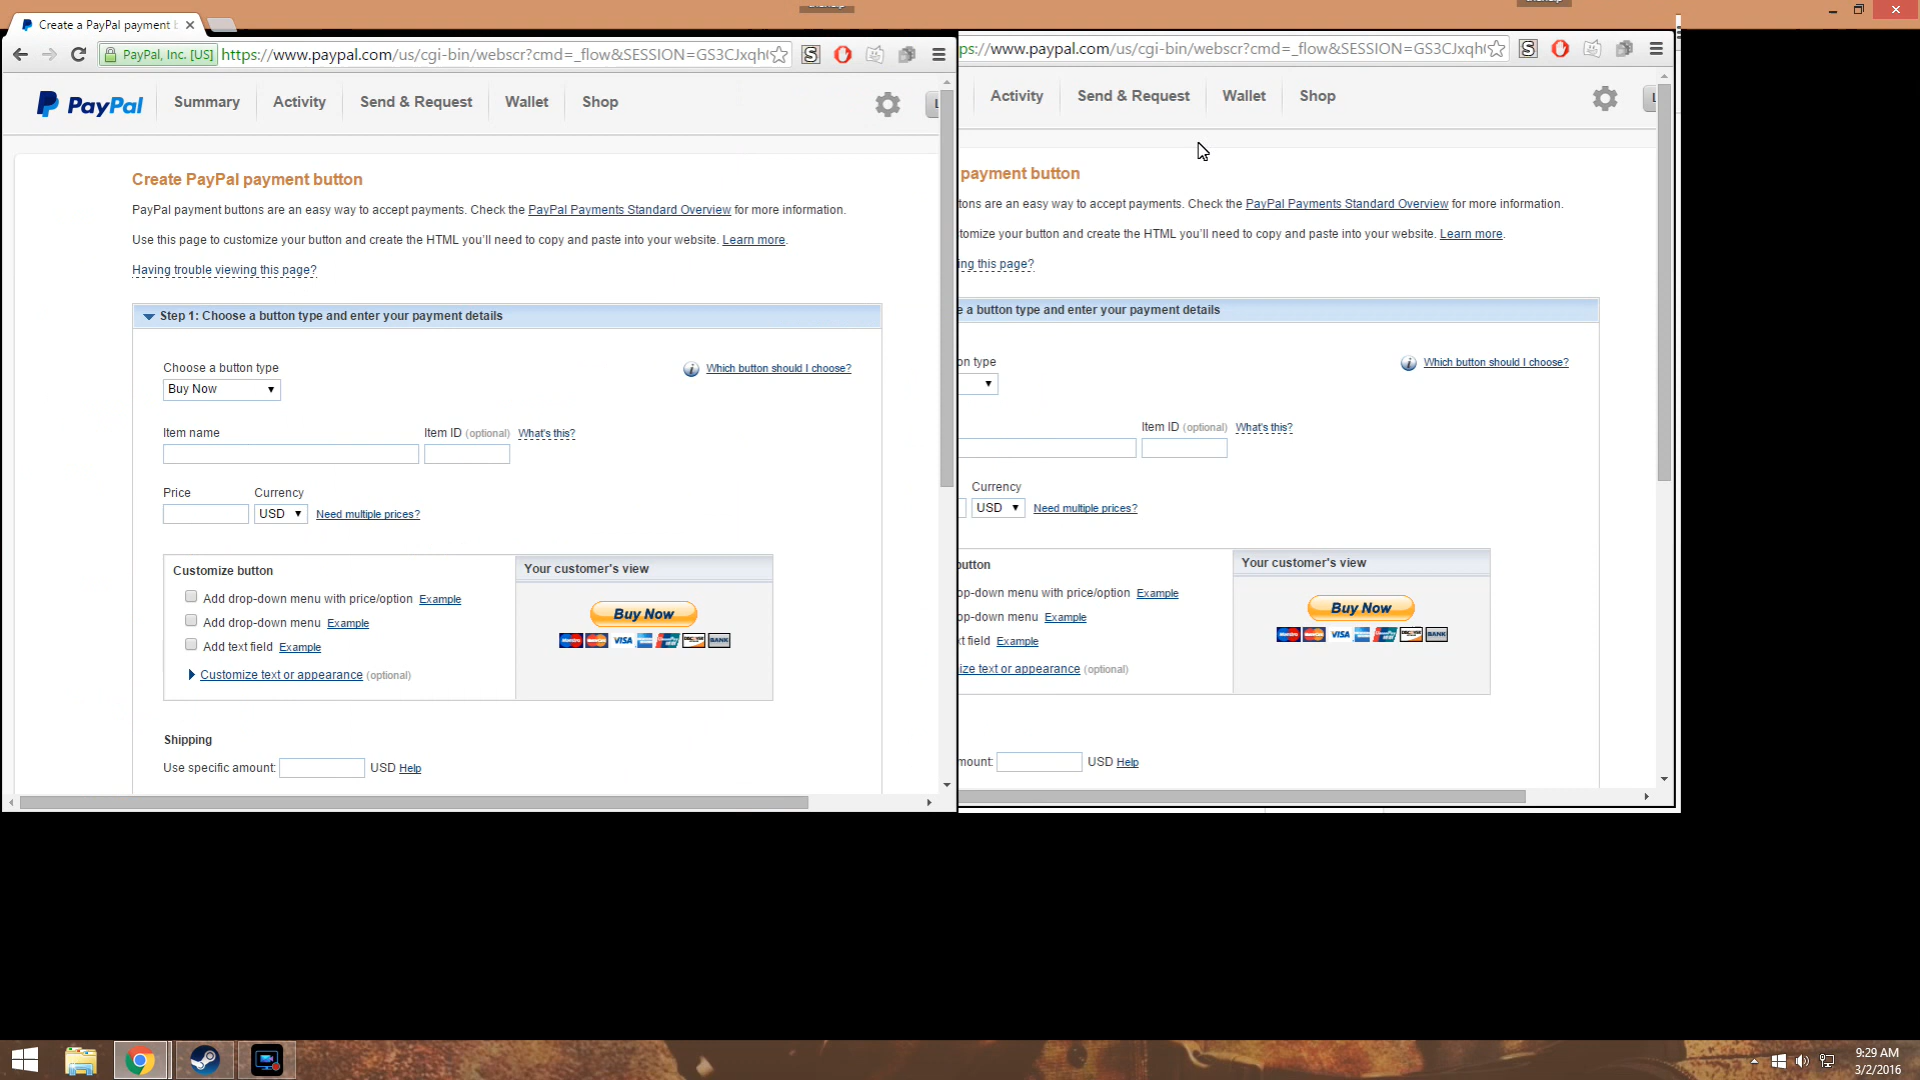 Create a PayPal payment b
PayPal, Inc. [US] https://www.paypal.com/us/cgi-bin/webscr?cmd=_flow&SESSION=GS3CJxqh
PayPal Summary Activity Send & Request Wallet Shop
Create PayPal payment button
PayPal payment buttons are an easy way to accept payments. Check the PayPal Payments Standard Overview for more information.
Use this page to customize your button and create the HTML you'll need to copy and paste into your website. Learn more.
Having trouble viewing this page?
Step 1: Choose a button type and enter your payment details
Choose a button type
Which button should I choose?
Buy Now
Item name Item ID (optional) What's this?
Price Currency
USD Need multiple prices?
Customize button
Your customer's view
Add drop-down menu with price/option Example
Add drop-down menu Example
Add text field Example
Customize text or appearance (optional)
Buy Now
VISA BANK
Shipping
Use specific amount: USD Help
ps://www.paypal.com/us/cgi-bin/webscr?cmd=_flow&SESSION=GS3CJxqh
Activity Send & Request Wallet Shop
payment button
tons are an easy way to accept payments. Check the PayPal Payments Standard Overview for more information.
tomize your button and create the HTML you'll need to copy and paste into your website. Learn more.
ing this page?
e a button type and enter your payment details
on type
Which button should I choose?
Item ID (optional) What's this?
Currency
USD Need multiple prices?
utton
Your customer's view
op-down menu with price/option Example
op-down menu Example
xt field Example
ize text or appearance (optional)
Buy Now
VISA BANK
mount: USD Help
9:29 AM
3/2/2016